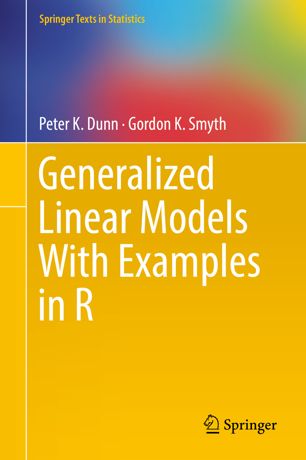 Springer Texts in Statistics
Peter K. Dunn · Gordon K. Smyth
Generalized
Linear Models
With Examples
in R
Springer